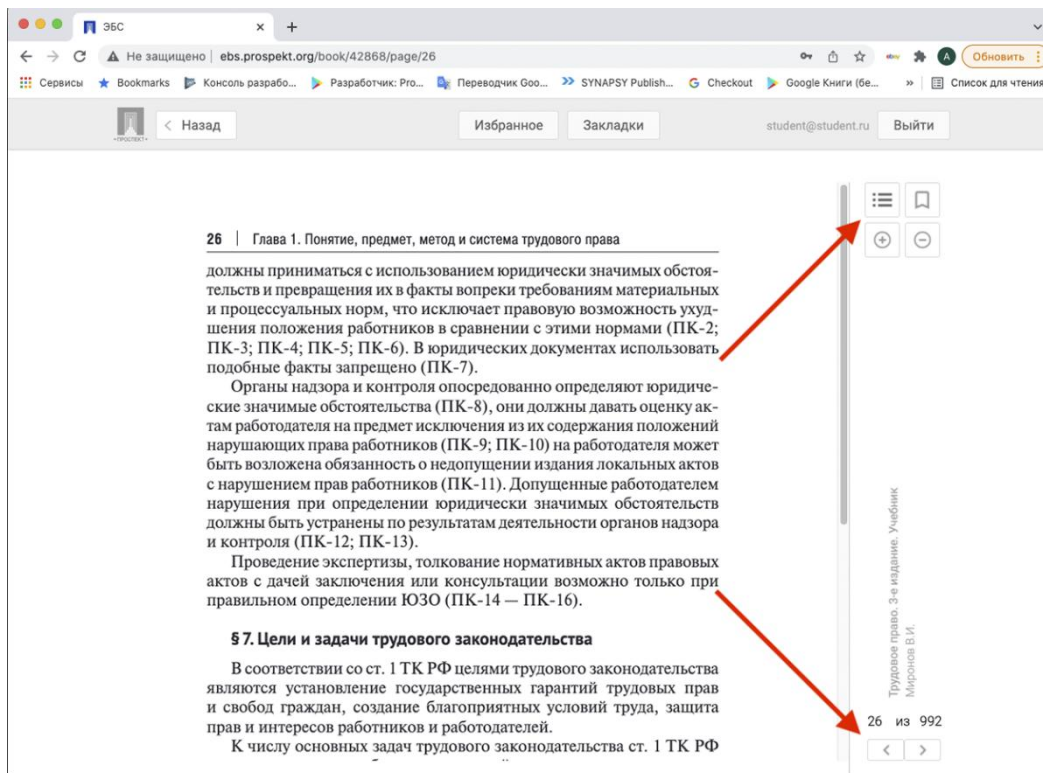 ЭБС
Не защищено | ebs.prospekt.org/book/42868/page/26
ebay
A
Обновить
Сервисы Bookmarks Консоль разрабо... Разработчик: Pro... Переводчик Goo... SYNAPSY Publish... Checkout Google Книги (бе... » Список для чтения
ПРОСПЕКТ
Назад Избранное Закладки student@student.ru Выйти
26 | Глава 1. Понятие, предмет, метод и система трудового права
должны приниматься с использованием юридически значимых обстоя-
тельств и превращения их в факты вопреки требованиям материальных
и процессуальных норм, что исключает правовую возможность ухуд-
шения положения работников в сравнении с этими нормами (ПК-2;
ПК-3; ПК-4; ПК-5; ПК-6). В юридических документах использовать
подобные факты запрещено (ПК-7).
Органы надзора и контроля опосредованно определяют юридиче-
ские значимые обстоятельства (ПК-8), они должны давать оценку ак-
там работодателя на предмет исключения из их содержания положений
нарушающих права работников (ПК-9; ПК-10) на работодателя может
быть возложена обязанность о недопущении издания локальных актов
с нарушением прав работников (ПК-11). Допущенные работодателем
нарушения при определении юридически значимых обстоятельств
должны быть устранены по результатам деятельности органов надзора
и контроля (ПК-12; ПК-13).
Проведение экспертизы, толкование нормативных актов правовых
актов с дачей заключения или консультации возможно только при
правильном определении ЮЗО (ПК-14 — ПК-16).
§ 7. Цели и задачи трудового законодательства
В соответствии со ст. 1 ТК РФ целями трудового законодательства
являются установление государственных гарантий трудовых прав
и свобод граждан, создание благоприятных условий труда, защита
прав и интересов работников и работодателей.
К числу основных задач трудового законодательства ст. 1 ТК РФ
Трудовое право. 3-е издание. Учебник
Миронов В.И.
26 из 992